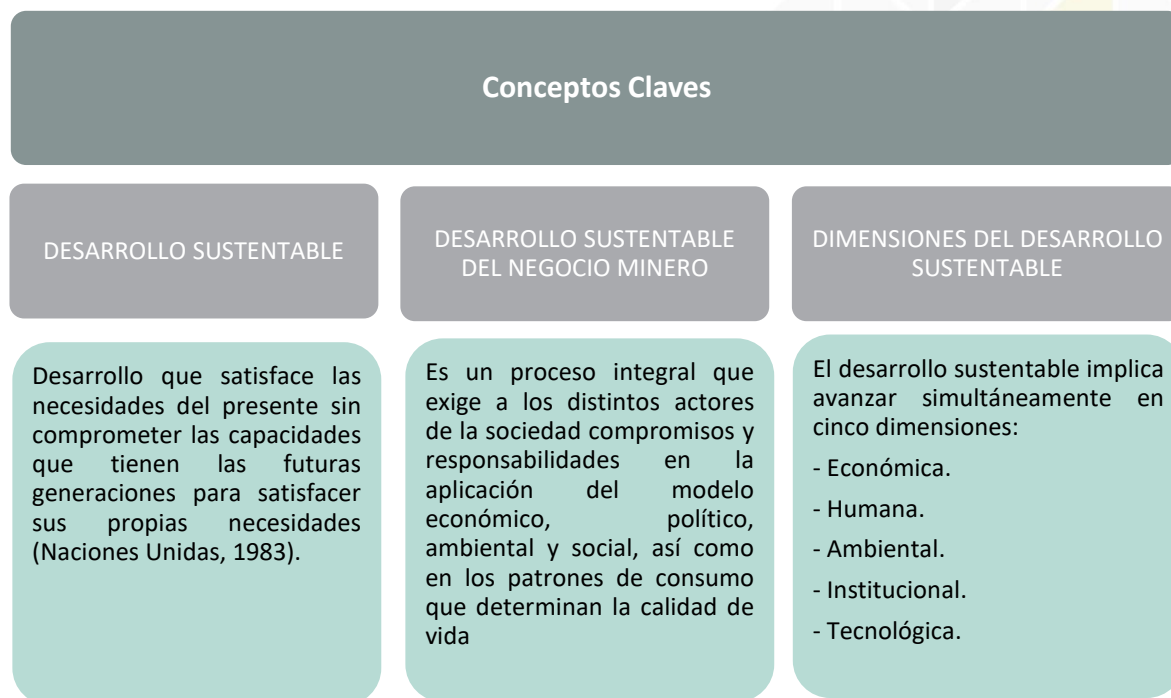 Conceptos Claves
DESARROLLO SUSTENTABLE
Desarrollo que satisface las
necesidades del presente sin
comprometer las capacidades
que tienen las futuras
generaciones para satisfacer
sus propias necesidades
(Naciones Unidas, 1983).
DESARROLLO SUSTENTABLE
DEL NEGOCIO MINERO
Es un proceso integral que
exige a los distintos actores
de la sociedad compromisos y
responsabilidades en la
aplicación del modelo
económico, político,
ambiental y social, así como
en los patrones de consumo
que determinan la calidad de
vida
DIMENSIONES DEL DESARROLLO
SUSTENTABLE
El desarrollo sustentable implica
avanzar simultáneamente en
cinco dimensiones:
- Económica.
- Humana.
- Ambiental.
- Institucional.
- Tecnológica.